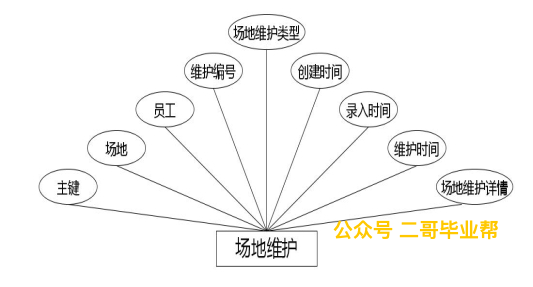 场地维护类型
维护编号
创建时间
员工
录入时间
场地
维护时间
主键
场地维护详情
公众号 二哥毕业帮
场地维护